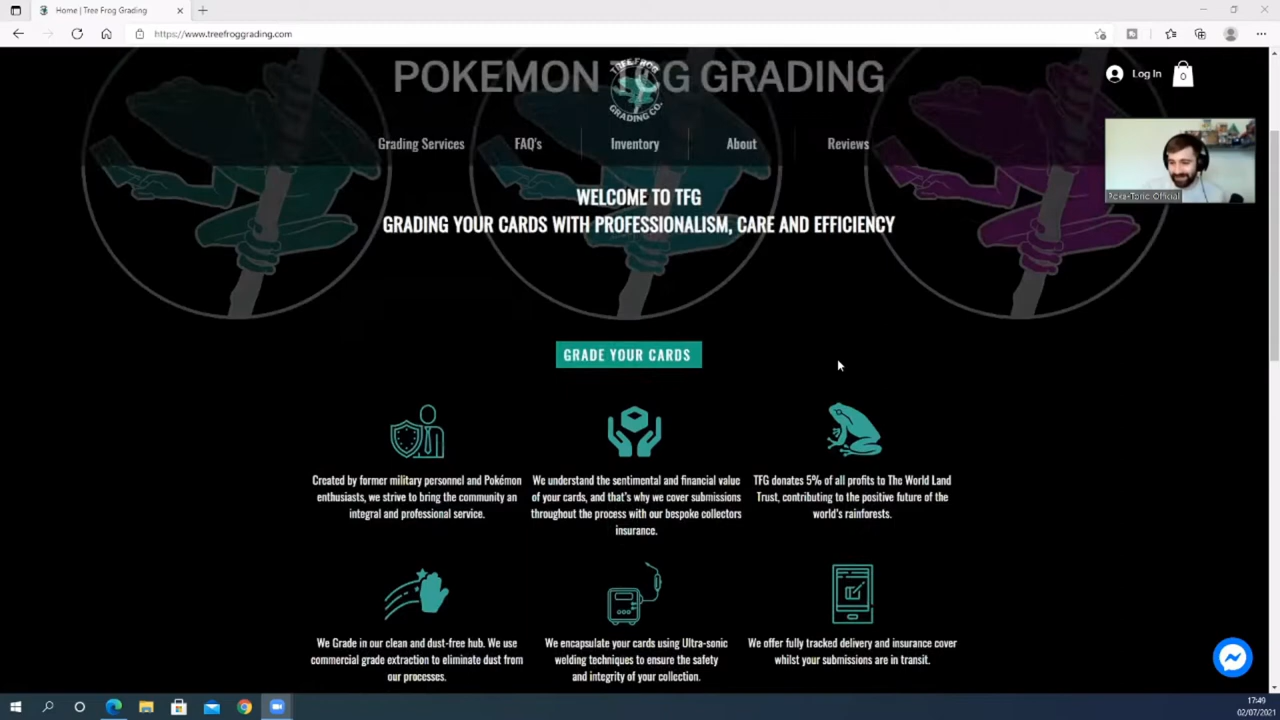 Home | Tree Frog Grading
https://www.treefroggrading.com
POKEMON TCG GRADING
TREE FROG
GRADING CO.
Log In
0
Grading Services
FAQ's
Inventory
About
Reviews
WELCOME TO TFG
GRADING YOUR CARDS WITH PROFESSIONALISM, CARE AND EFFICIENCY
Poke-Tonic Official
GRADE YOUR CARDS
Created by former military personnel and Pokémon
enthusiasts, we strive to bring the community an
integral and professional service.
We understand the sentimental and financial value
of your cards, and that's why we cover submissions
throughout the process with our bespoke collectors
insurance.
TFG donates 5% of all profits to The World Land
Trust, contributing to the positive future of the
world's rainforests.
We Grade in our clean and dust-free hub. We use
commercial grade extraction to eliminate dust from
our processes.
We encapsulate your cards using Ultra-sonic
welding techniques to ensure the safety
and integrity of your collection.
We offer fully tracked delivery and insurance cover
whilst your submissions are in transit.
17:49
02/07/2021